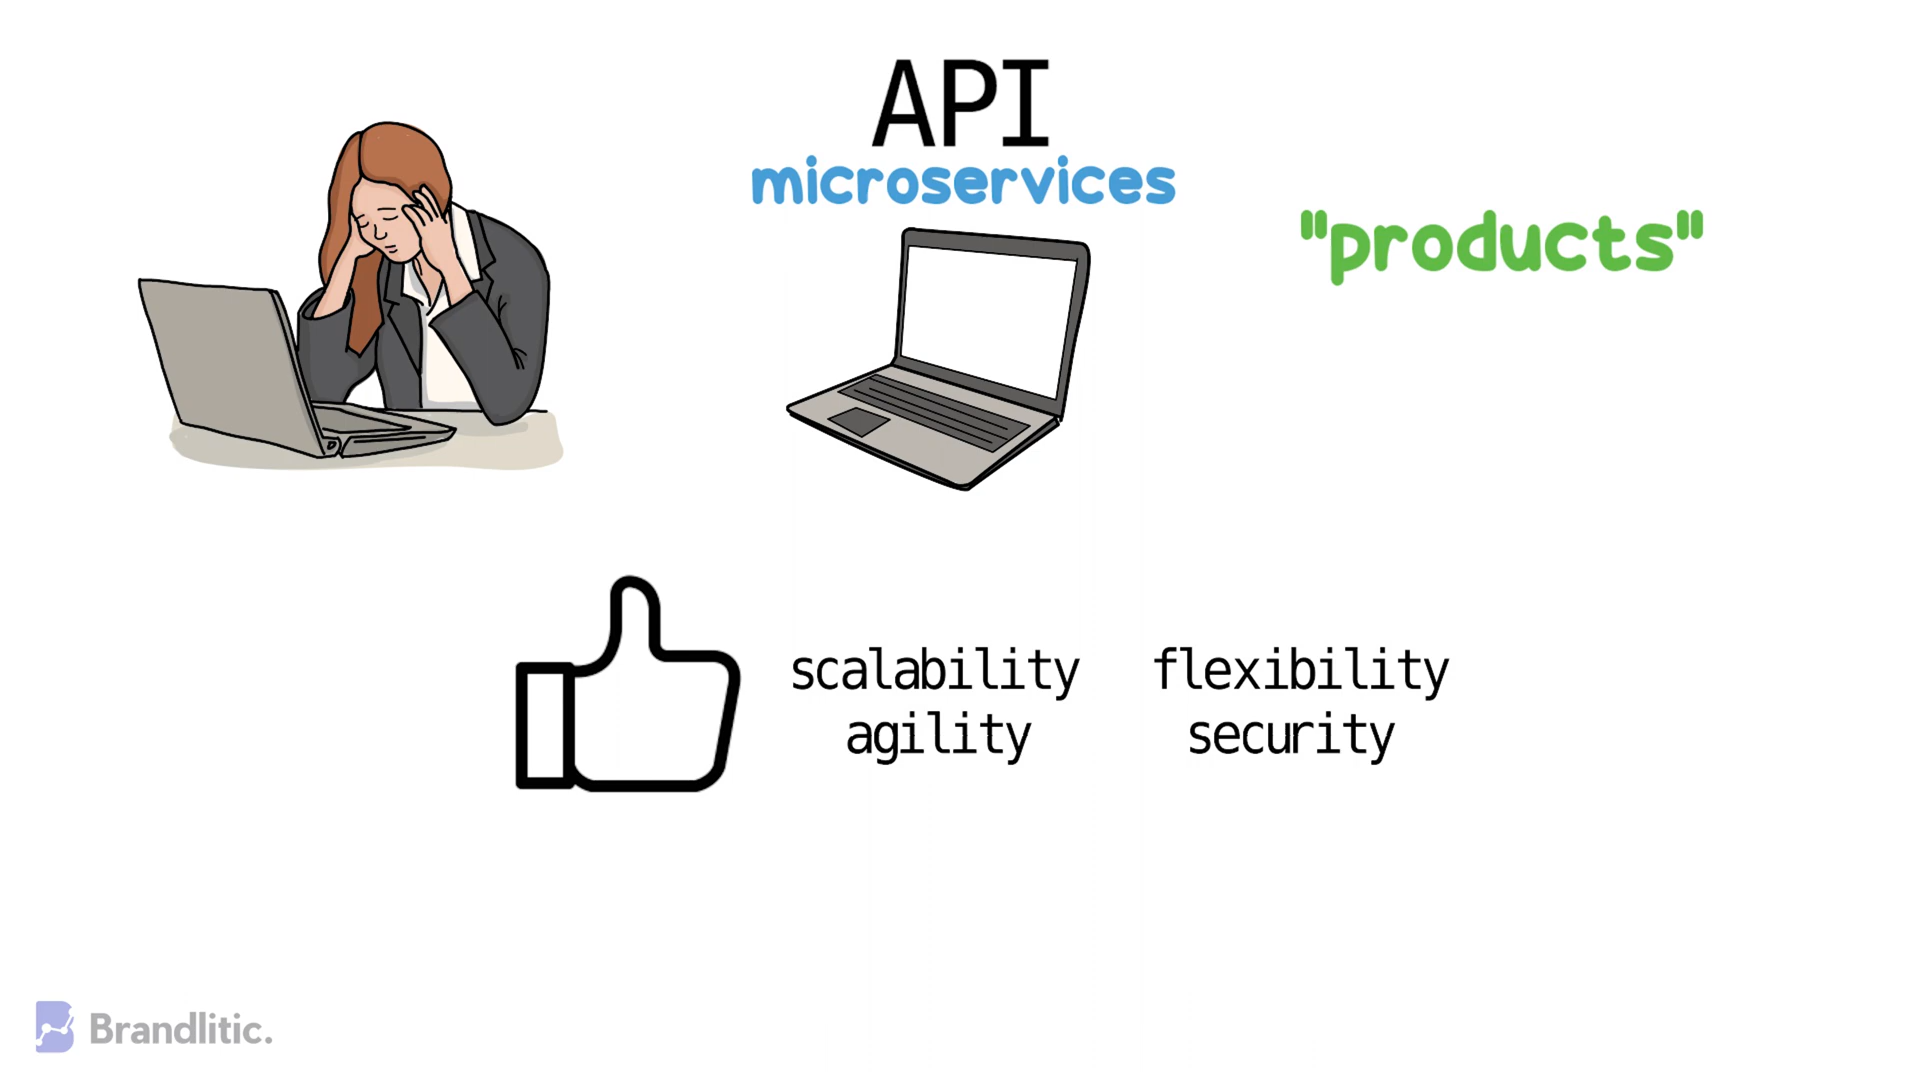 API
microservices
"products"
scalability
agility
flexibility
security
Brandlitic.